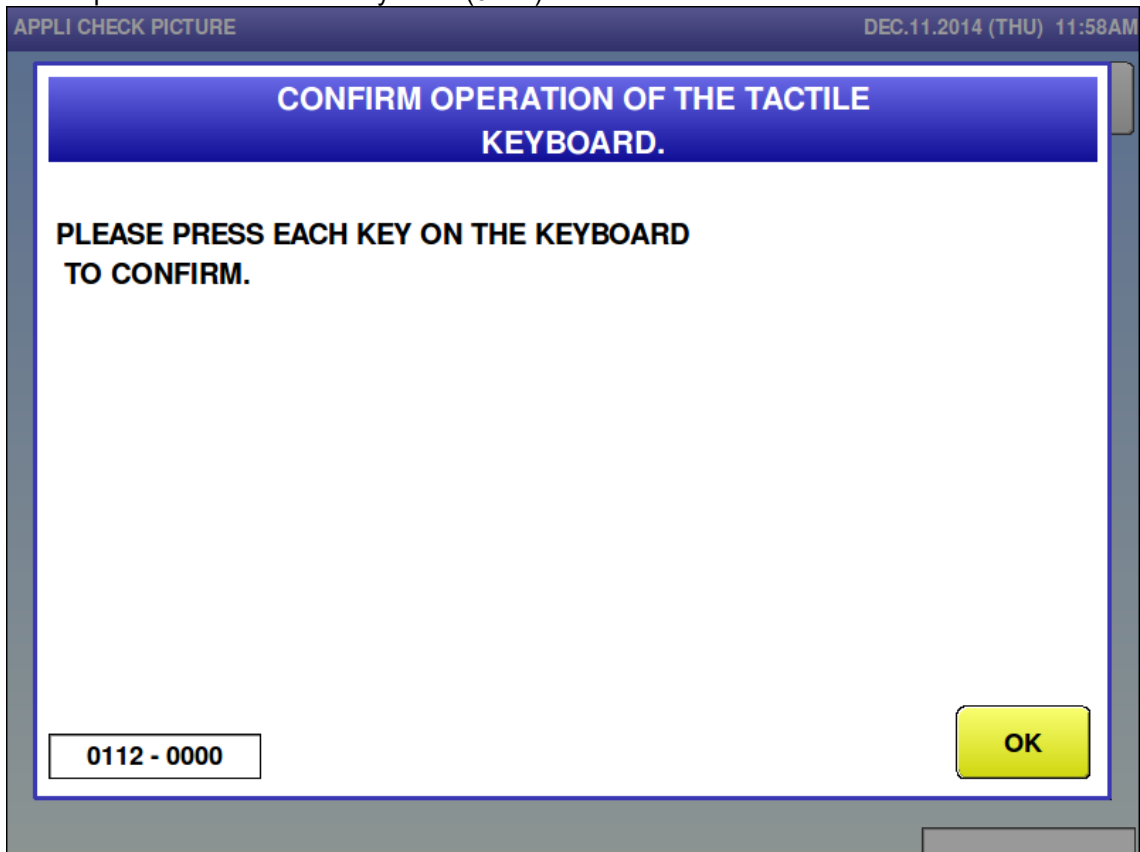 APPLI CHECK PICTURE DEC.11.2014 (THU) 11:58AM
CONFIRM OPERATION OF THE TACTILE
KEYBOARD.
PLEASE PRESS EACH KEY ON THE KEYBOARD
TO CONFIRM.
0112 - 0000
OK